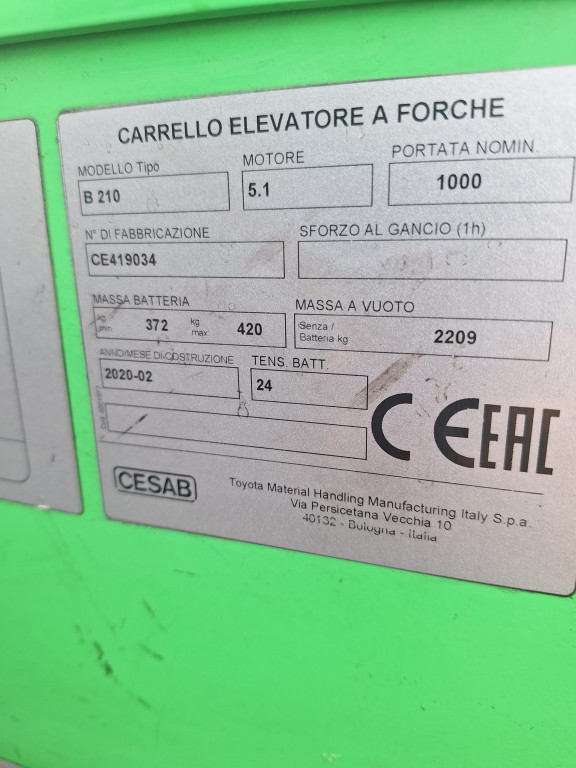 CARRELLO ELEVATORE A FORCHE
MODELLO Tipo MOTORE PORTATA NOMIN.
B 210 5.1 1000
N° DI FABBRICAZIONE SFORZO AL GANCIO (1h)
CE419034
MASSA BATTERIA MASSA A VUOTO
kg min 372 kg max 420 Senza / Batteria kg 2209
ANNO/MESE DI COSTRUZIONE TENS. BATT.
2020-02 24
CE EAC
CESAB
Toyota Material Handling Manufacturing Italy S.p.a.
Via Persicetana Vecchia 10
40132 - Bologna - Italia